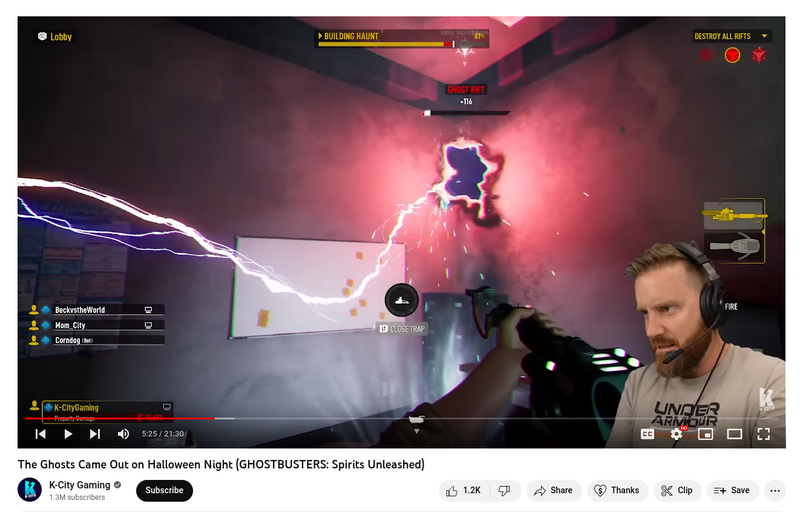 Lobby
BUILDING HAUNT
81%
DESTROY ALL RIFTS
GHOST RIFT
+116
FIRE
BeckvstheWorld
Mom_City
Corndog (Bot)
LT CLOSE TRAP
K-CityGaming
Property Damage
UNDER
ARMOUR
K
5:25 / 21:30
CC
HD
The Ghosts Came Out on Halloween Night (GHOSTBUSTERS: Spirits Unleashed)
K-City Gaming
1.3M subscribers
Subscribe
1.2K
Share
Thanks
Clip
Save